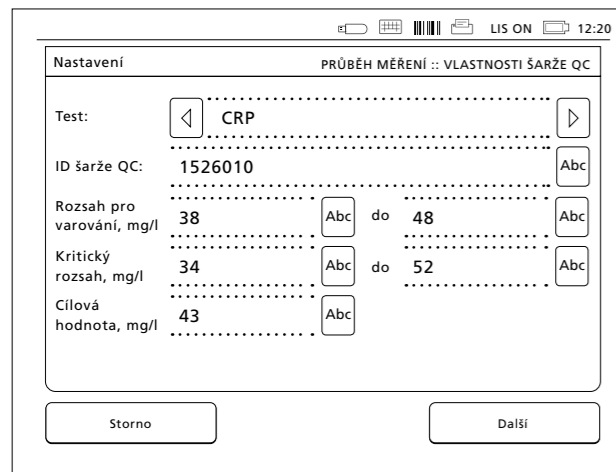 LIS ON 12:20
Nastavení PRŮBĚH MĚŘENÍ :: VLASTNOSTI ŠARŽE QC
Test: CRP
ID šarže QC: 1526010 Abc
Rozsah pro
varování, mg/l 38 Abc do 48 Abc
Kritický
rozsah, mg/l 34 Abc do 52 Abc
Cílová
hodnota, mg/l 43 Abc
Storno Další